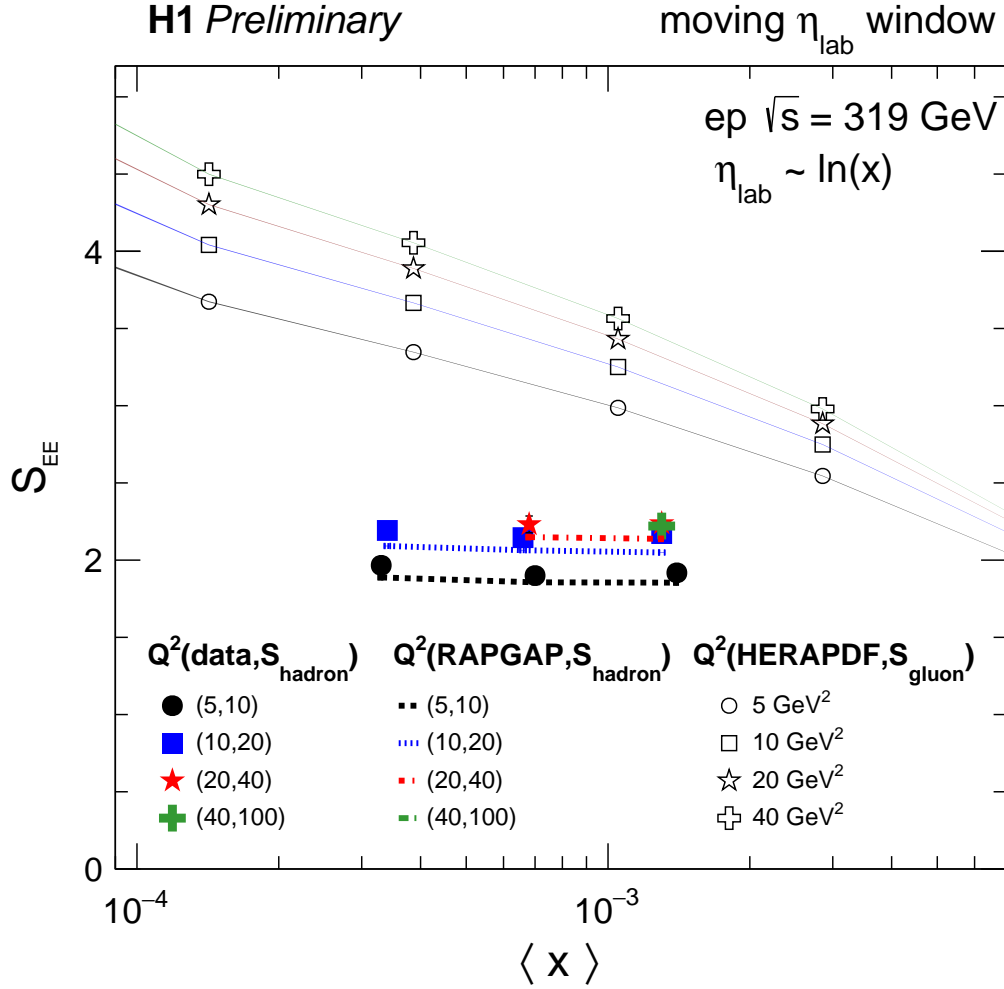 H1 Preliminary moving η_lab window
ep √s = 319 GeV
η_lab ~ ln(x)
S_EE
4
2
0
10⁻⁴ 10⁻³
⟨ x ⟩
Q²(data,S_hadron) Q²(RAPGAP,S_hadron) Q²(HERAPDF,S_gluon)
(5,10) (5,10) 5 GeV²
(10,20) (10,20) 10 GeV²
(20,40) (20,40) 20 GeV²
(40,100) (40,100) 40 GeV²